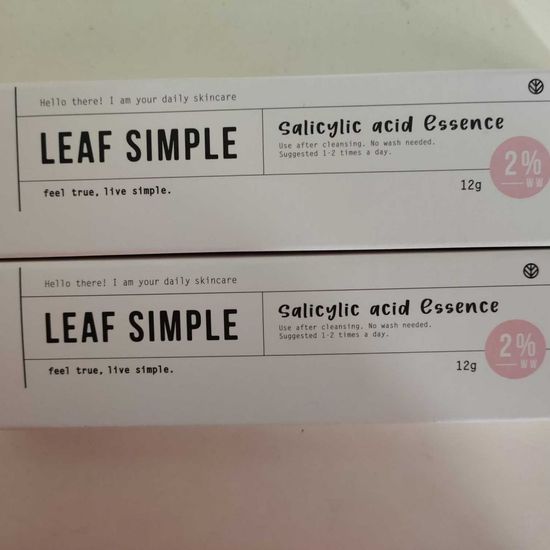 Hello there! I am your daily skincare
LEAF SIMPLE
feel true, live simple.
Salicylic acid Essence
Use after cleansing. No wash needed.
Suggested 1-2 times a day.
12g
2%
WW
Hello there! I am your daily skincare
LEAF SIMPLE
feel true, live simple.
Salicylic acid Essence
Use after cleansing. No wash needed.
Suggested 1-2 times a day.
12g
2%
WW